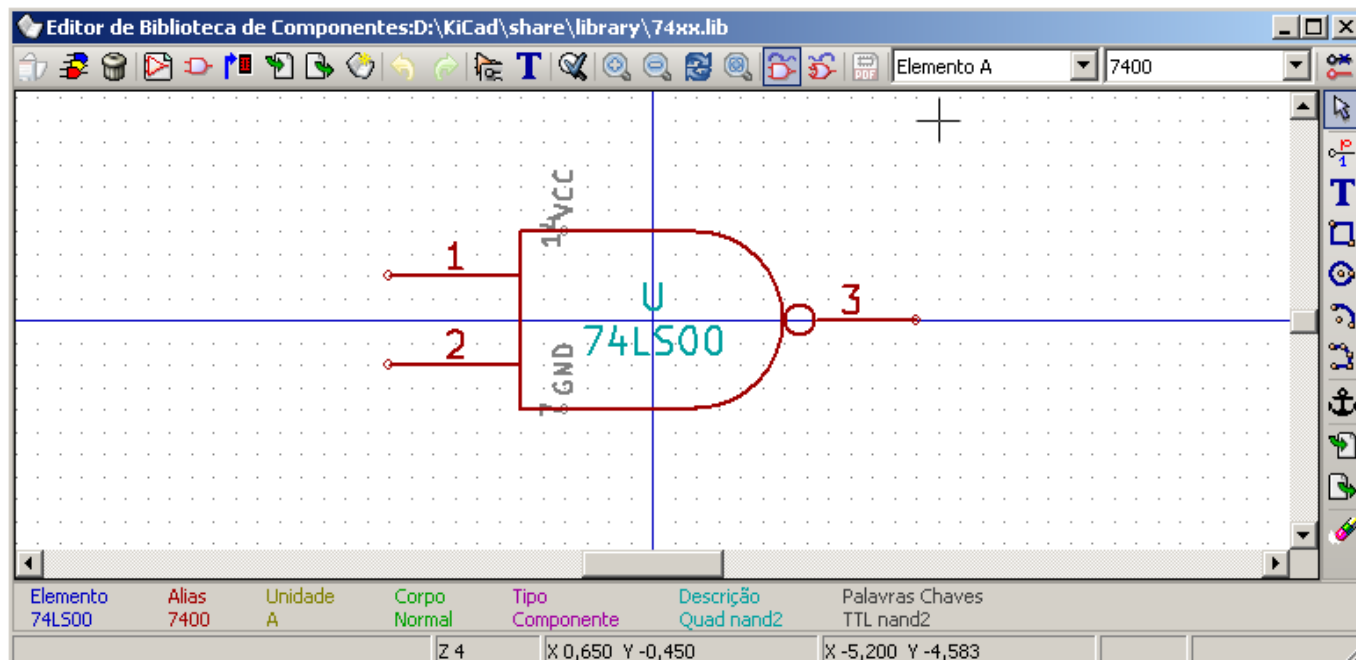 Editor de Biblioteca de Componentes:D:\KiCad\share\library\74xx.lib
T PDF Elemento A 7400
VCC
14
1
U
3
74LS00
2
GND
7
P
1
T
Elemento Alias Unidade Corpo Tipo Descrição Palavras Chaves
74LS00 7400 A Normal Componente Quad nand2 TTL nand2
Z 4 X 0,650 Y -0,450 X -5,200 Y -4,583